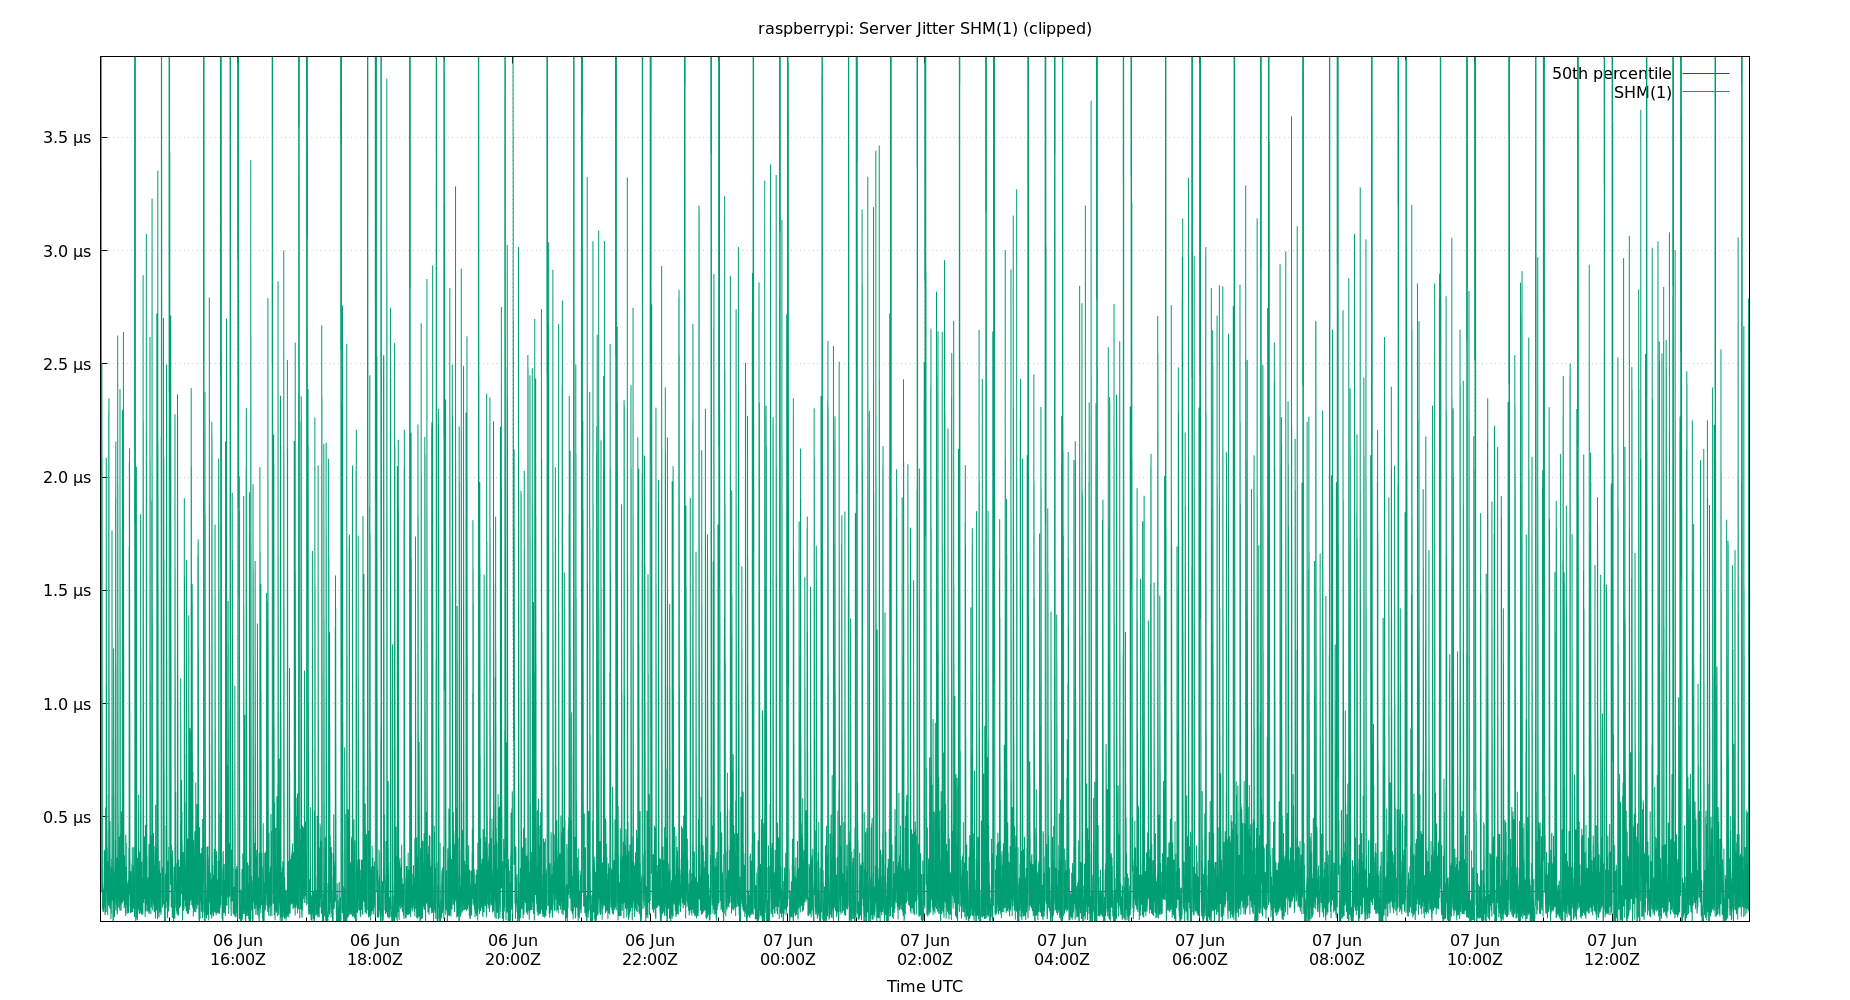 raspberrypi: Server Jitter SHM(1) (clipped)
50th percentile
SHM(1)
3.5 μs
3.0 μs
2.5 μs
2.0 μs
1.5 μs
1.0 μs
0.5 μs
06 Jun 06 Jun 06 Jun 06 Jun 07 Jun 07 Jun 07 Jun 07 Jun 07 Jun 07 Jun 07 Jun
16:00Z 18:00Z 20:00Z 22:00Z 00:00Z 02:00Z 04:00Z 06:00Z 08:00Z 10:00Z 12:00Z
Time UTC